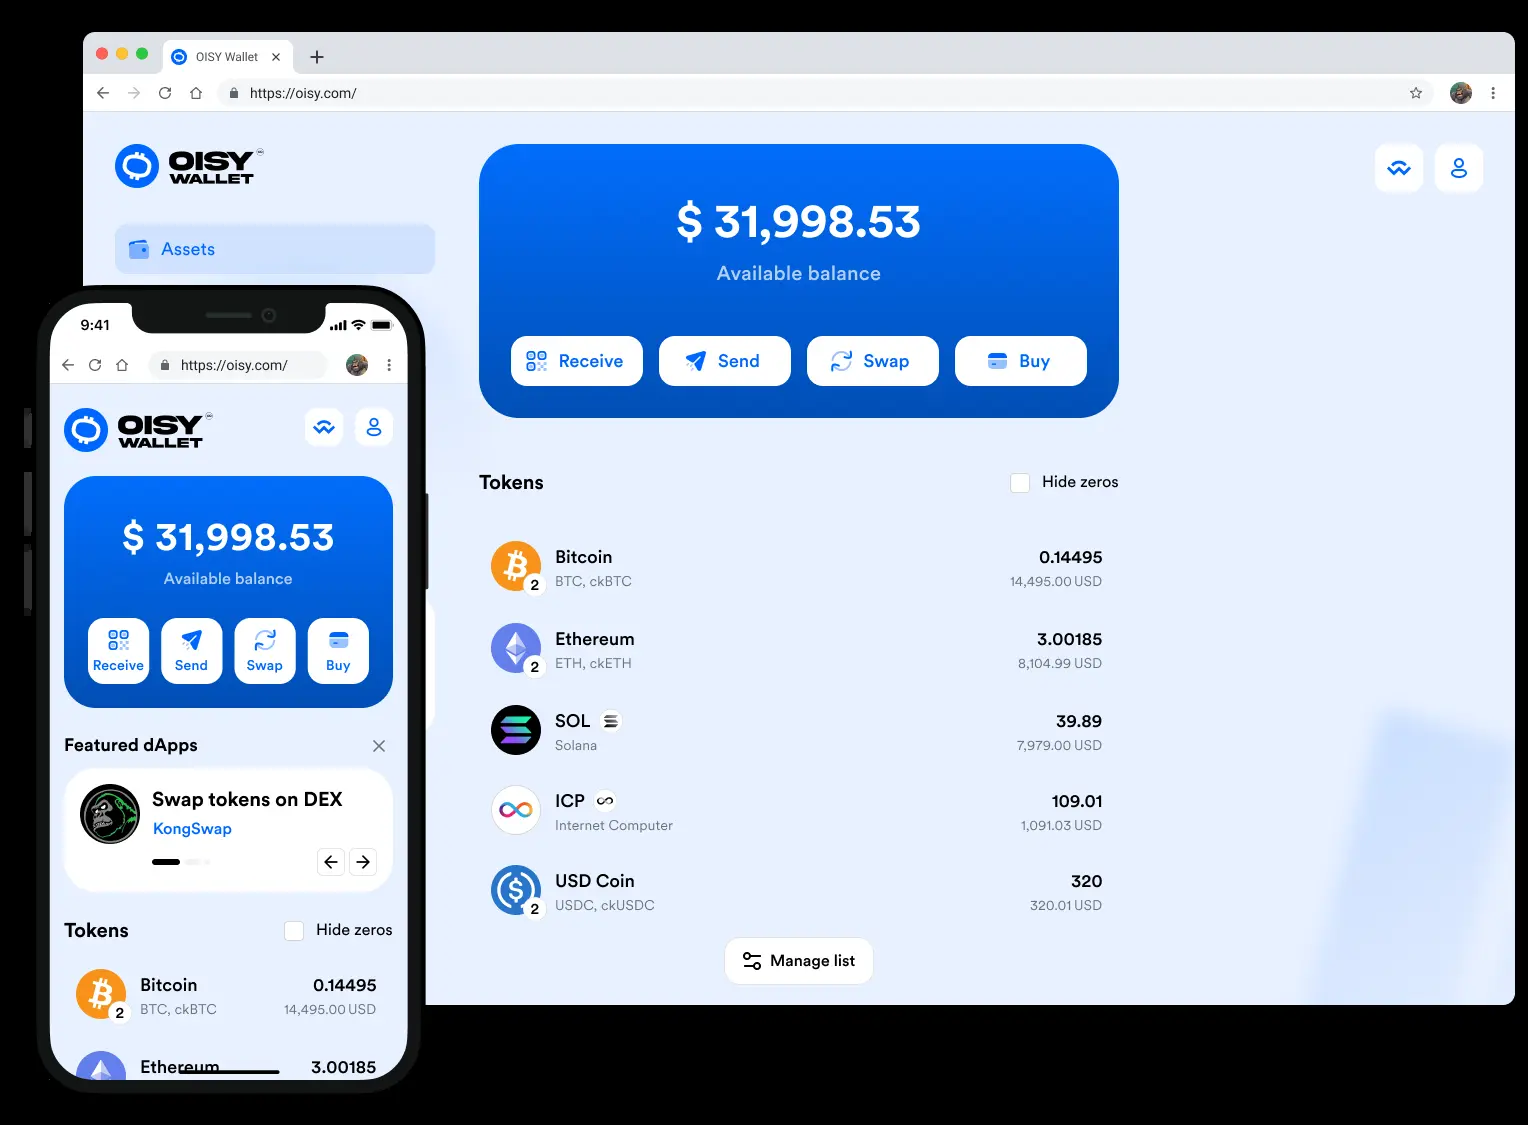 OISY Wallet
https://oisy.com/
OISY
WALLET
Assets
$ 31,998.53
Available balance
Receive
Send
Swap
Buy
Tokens
Hide zeros
Bitcoin
0.14495
2
BTC, ckBTC
14,495.00 USD
Ethereum
3.00185
2
ETH, ckETH
8,104.99 USD
SOL
39.89
Solana
7,979.00 USD
ICP
109.01
Internet Computer
1,091.03 USD
USD Coin
320
2
USDC, ckUSDC
320.01 USD
Manage list
9:41
https://oisy.com/
OISY
WALLET
$ 31,998.53
Available balance
Receive
Send
Swap
Buy
Featured dApps
Swap tokens on DEX
KongSwap
Tokens
Hide zeros
Bitcoin
0.14495
2
BTC, ckBTC
14,495.00 USD
Ethereum
3.00185